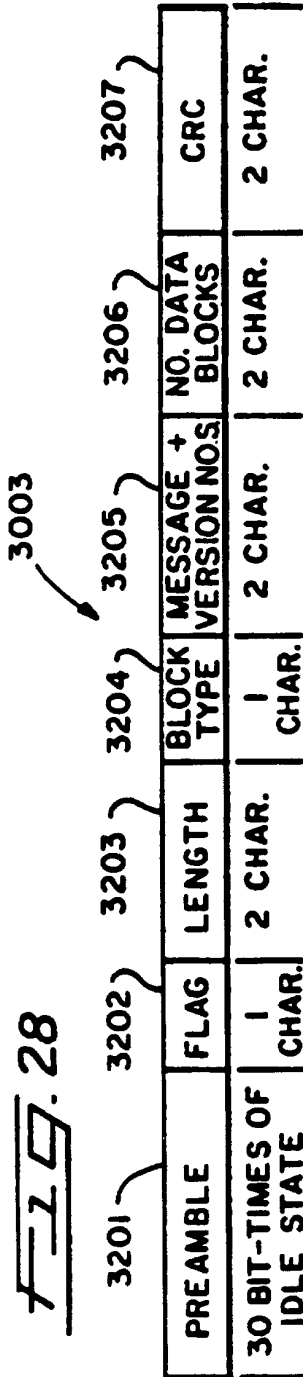 Fig. 28
3003
3201 3202 3203 3204 3205 3206 3207
PREAMBLE FLAG LENGTH BLOCK TYPE MESSAGE + VERSION NO.S. NO. DATA BLOCKS CRC
30 BIT-TIMES OF IDLE STATE 1 CHAR. 2 CHAR. 1 CHAR. 2 CHAR. 2 CHAR. 2 CHAR.